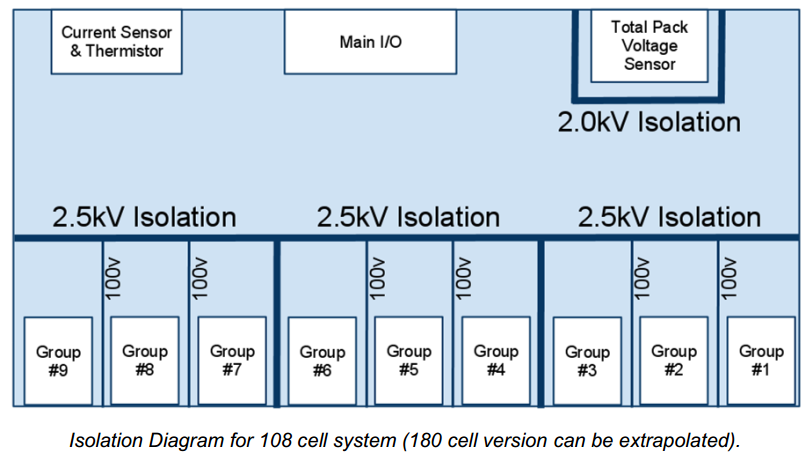 Current Sensor
& Thermistor
Main I/O
Total Pack
Voltage
Sensor
2.0kV Isolation
2.5kV Isolation
2.5kV Isolation
2.5kV Isolation
100v
100v
100v
100v
100v
100v
Group
#9
Group
#8
Group
#7
Group
#6
Group
#5
Group
#4
Group
#3
Group
#2
Group
#1
Isolation Diagram for 108 cell system (180 cell version can be extrapolated).